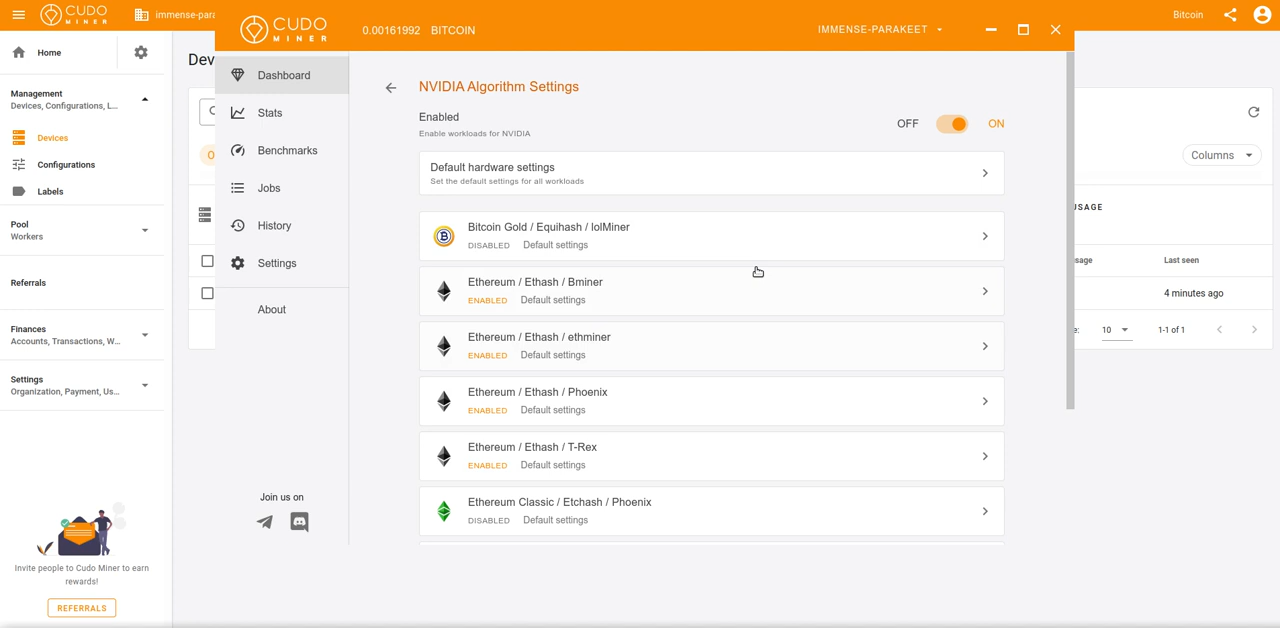 CUDO
MINER
immense-para
Bitcoin
Home
Management
Devices, Configurations, L...
Devices
Configurations
Labels
Pool
Workers
Referrals
Finances
Accounts, Transactions, W...
Settings
Organization, Payment, Us...
Invite people to Cudo Miner to earn
rewards!
REFERRALS
Dev
CUDO
MINER
0.00161992 BITCOIN
IMMENSE-PARAKEET
Dashboard
Stats
Benchmarks
Jobs
History
Settings
About
Join us on
NVIDIA Algorithm Settings
Enabled
Enable workloads for NVIDIA
OFF
ON
Default hardware settings
Set the default settings for all workloads
Bitcoin Gold / Equihash / lolMiner
DISABLED Default settings
Ethereum / Ethash / Bminer
ENABLED Default settings
Ethereum / Ethash / ethminer
ENABLED Default settings
Ethereum / Ethash / Phoenix
ENABLED Default settings
Ethereum / Ethash / T-Rex
ENABLED Default settings
Ethereum Classic / Etchash / Phoenix
DISABLED Default settings
Columns
USAGE
sage
Last seen
4 minutes ago
e:
10
1-1 of 1